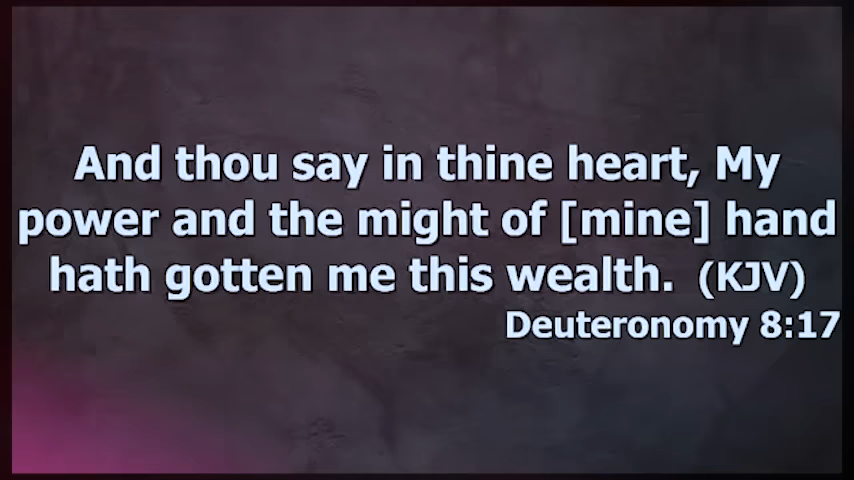 And thou say in thine heart, My
power and the might of [mine] hand
hath gotten me this wealth. (KJV)
Deuteronomy 8:17